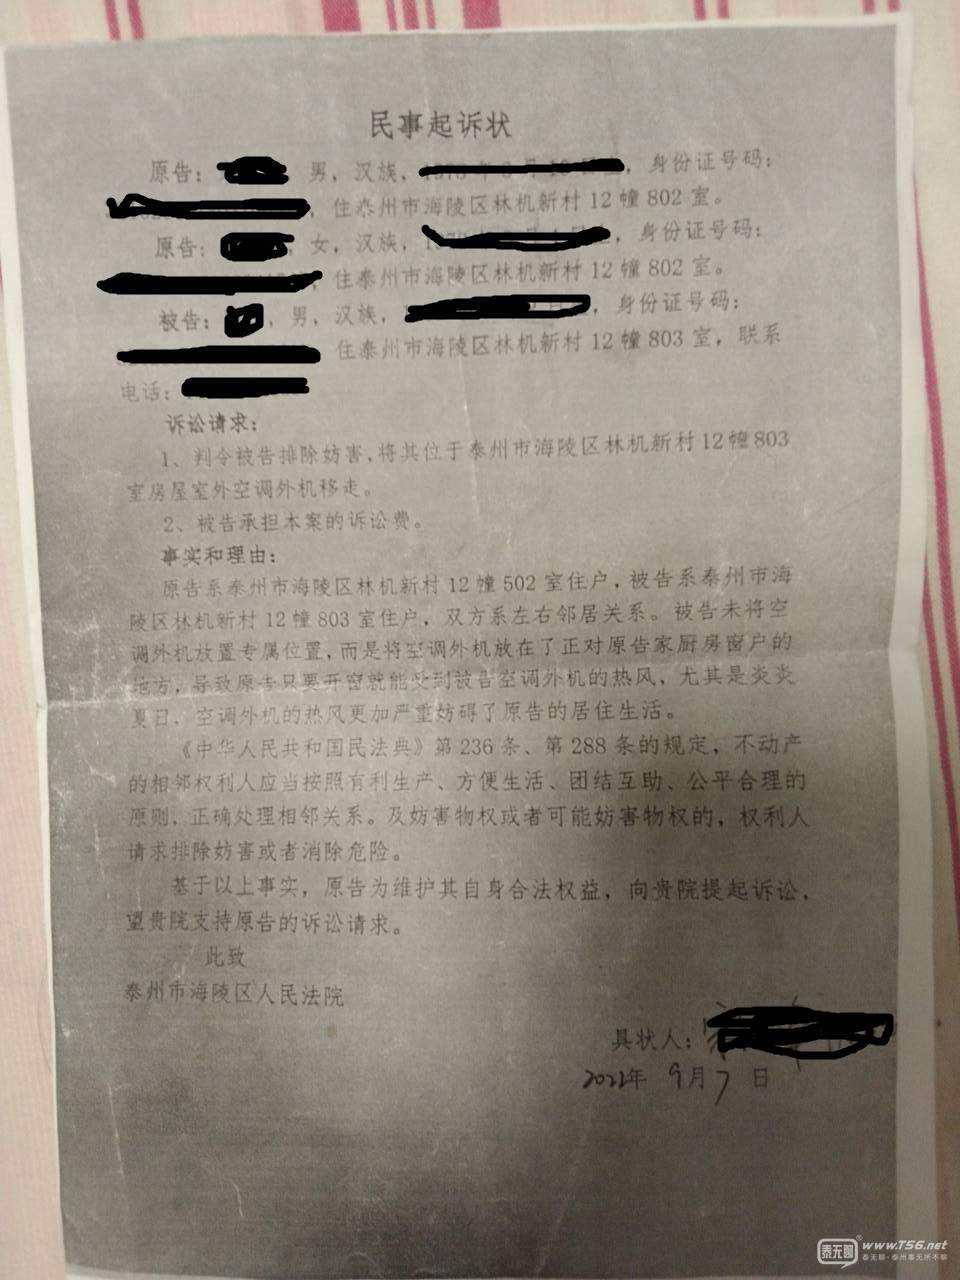 民事起诉状
原告：，男，汉族，，身份证号码：
，住泰州市海陵区林机新村12幢802室。
原告：，女，汉族，，身份证号码：
，住泰州市海陵区林机新村12幢802室。
被告：，男，汉族，，身份证号码：
住泰州市海陵区林机新村12幢803室，联系
电话：
诉讼请求：
1、判令被告排除妨害，将其位于泰州市海陵区林机新村12幢803
室房屋室外空调外机移走。
2、被告承担本案的诉讼费。
事实和理由：
原告系泰州市海陵区林机新村12幢502室住户，被告系泰州市海
陵区林机新村12幢803室住户，双方系左右邻居关系。被告未将空
调外机放置专属位置，而是将空调外机放在了正对原告家厨房窗户的
地方，导致原告只要开窗就能受到被告空调外机的热风，尤其是炎炎
夏日，空调外机的热风更加严重妨碍了原告的居住生活。
《中华人民共和国民法典》第236条、第288条的规定，不动产
的相邻权利人应当按照有利生产、方便生活、团结互助、公平合理的
原则，正确处理相邻关系。及妨害物权或者可能妨害物权的，权利人
请求排除妨害或者消除危险。
基于以上事实，原告为维护其自身合法权益，向贵院提起诉讼，
望贵院支持原告的诉讼请求。
此致
泰州市海陵区人民法院
具状人：
2022年 9月 7日
泰无聊 www.T56.net
泰无聊·泰州事无所不聊